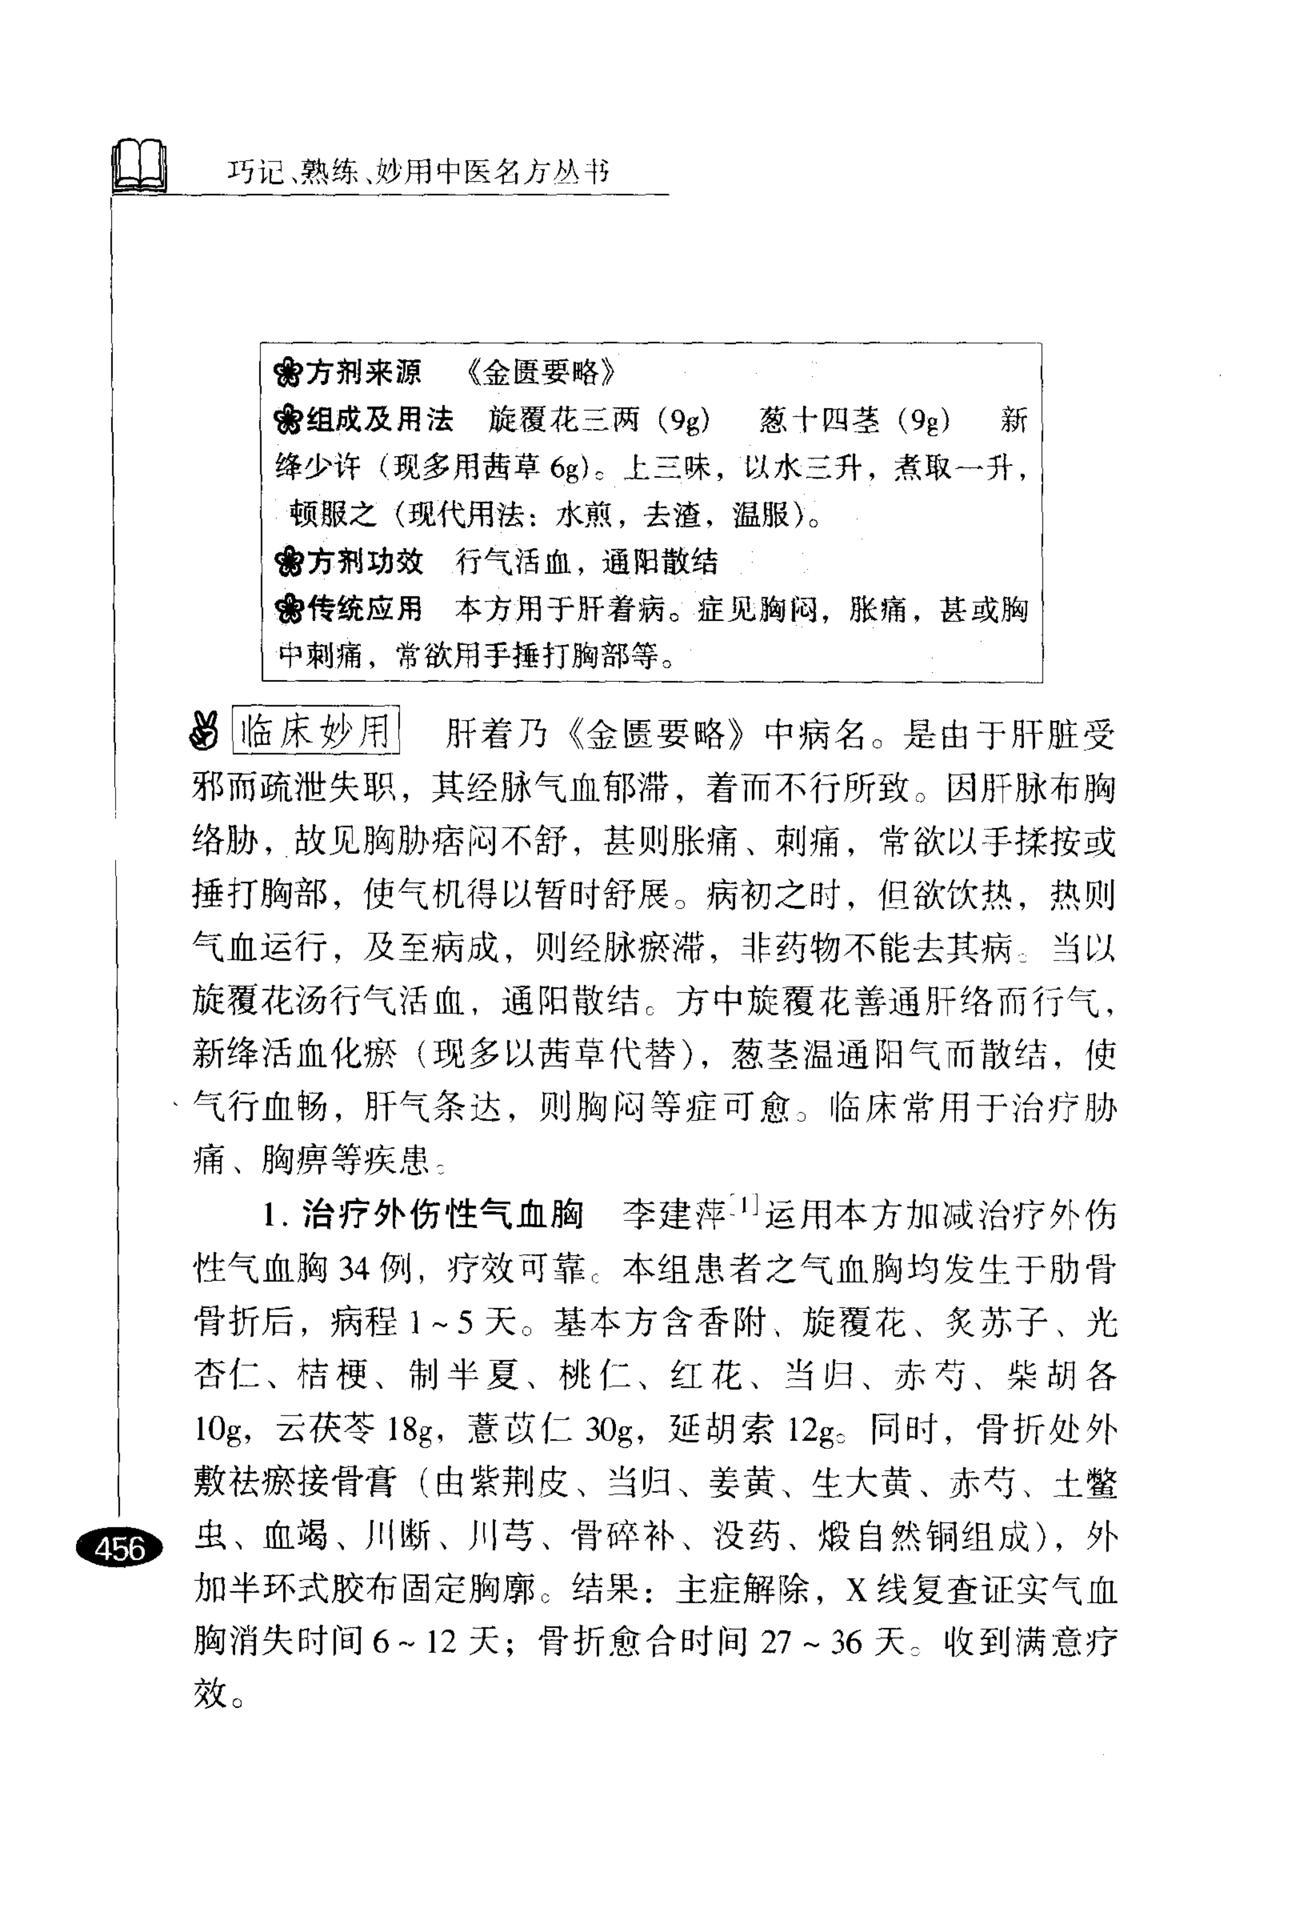 巧记、熟练、妙用中医名方丛书
方剂来源 《金匮要略》
组成及用法 旋覆花三两（9g） 葱十四茎（9g） 新
绛少许（现多用茜草6g）。上三味，以水三升，煮取一升，
顿服之（现代用法：水煎，去渣，温服）。
方剂功效 行气活血，通阳散结
传统应用 本方用于肝着病。症见胸闷，胀痛，甚或胸
中刺痛，常欲用手捶打胸部等。
临床妙用 肝着乃《金匮要略》中病名。是由于肝脏受
邪而疏泄失职，其经脉气血郁滞，着而不行所致。因肝脉布胸
络胁，故见胸胁痞闷不舒，甚则胀痛、刺痛，常欲以手揉按或
捶打胸部，使气机得以暂时舒展。病初之时，但欲饮热，热则
气血运行，及至病成，则经脉瘀滞，非药物不能去其病。当以
旋覆花汤行气活血，通阳散结。方中旋覆花善通肝络而行气，
新绛活血化瘀（现多以茜草代替），葱茎温通阳气而散结，使
气行血畅，肝气条达，则胸闷等症可愈。临床常用于治疗胁
痛、胸痹等疾患。
1. 治疗外伤性气血胸 李建萍[1]运用本方加减治疗外伤
性气血胸34例，疗效可靠。本组患者之气血胸均发生于肋骨
骨折后，病程1～5天。基本方含香附、旋覆花、炙苏子、光
杏仁、桔梗、制半夏、桃仁、红花、当归、赤芍、柴胡各
10g，云茯苓18g，薏苡仁30g，延胡索12g。同时，骨折处外
敷祛瘀接骨膏（由紫荆皮、当归、姜黄、生大黄、赤芍、土鳖
虫、血竭、川断、川芎、骨碎补、没药、煅自然铜组成），外
加半环式胶布固定胸廓。结果：主症解除，X线复查证实气血
胸消失时间6～12天；骨折愈合时间27～36天。收到满意疗
效。
456